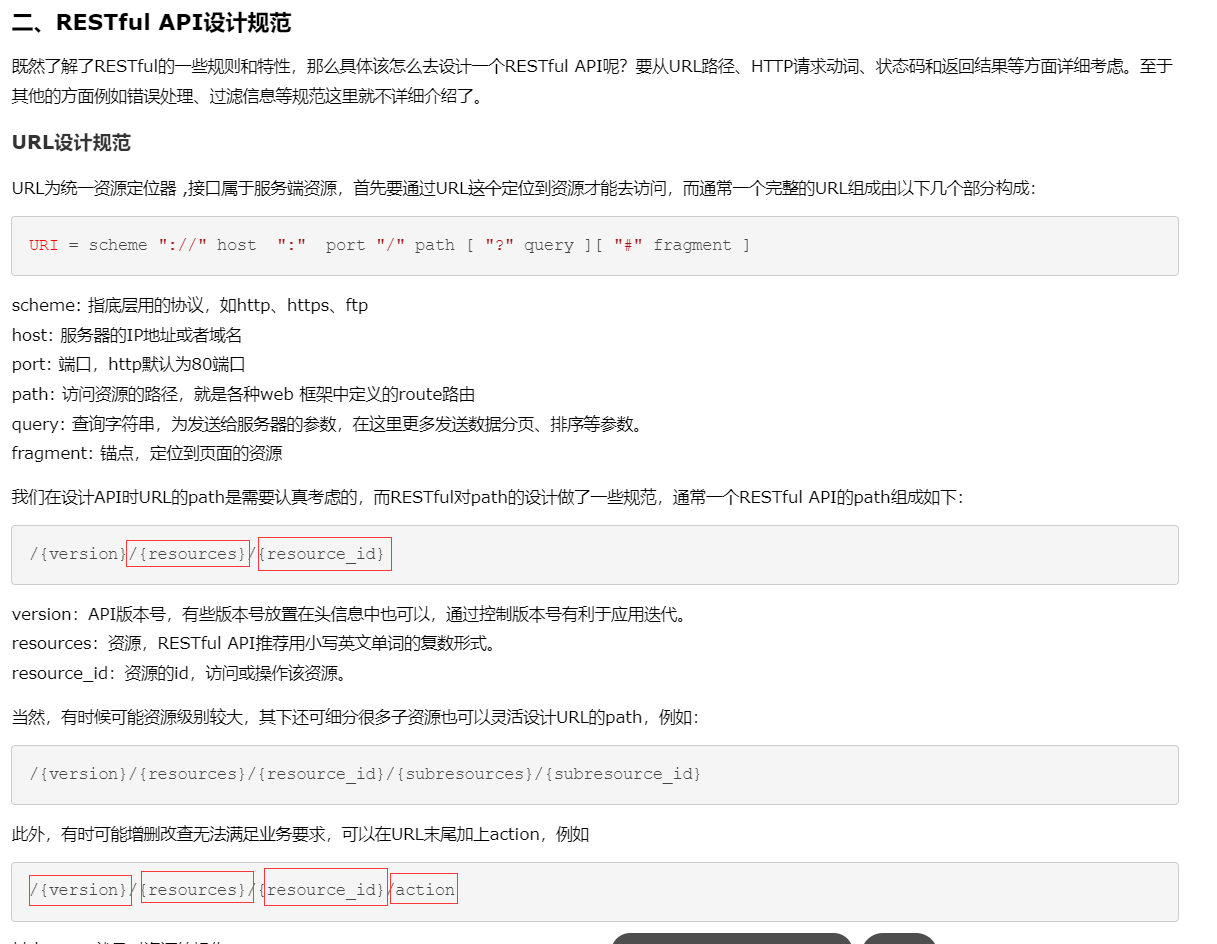 二、RESTful API设计规范
既然了解了RESTful的一些规则和特性，那么具体该怎么去设计一个RESTful API呢？要从URL路径、HTTP请求动词、状态码和返回结果等方面详细考虑。至于
其他的方面例如错误处理、过滤信息等规范这里就不详细介绍了。
URL设计规范
URL为统一资源定位器 ,接口属于服务端资源，首先要通过URL这个定位到资源才能去访问，而通常一个完整的URL组成由以下几个部分构成：
URI = scheme "://" host  ":"  port "/" path [ "?" query ][ "#" fragment ]
scheme: 指底层用的协议，如http、https、ftp
host: 服务器的IP地址或者域名
port: 端口，http默认为80端口
path: 访问资源的路径，就是各种web 框架中定义的route路由
query: 查询字符串，为发送给服务器的参数，在这里更多发送数据分页、排序等参数。
fragment: 锚点，定位到页面的资源
我们在设计API时URL的path是需要认真考虑的，而RESTful对path的设计做了一些规范，通常一个RESTful API的path组成如下：
/{version}/{resources}/{resource_id}
version：API版本号，有些版本号放置在头信息中也可以，通过控制版本号有利于应用迭代。
resources：资源，RESTful API推荐用小写英文单词的复数形式。
resource_id：资源的id，访问或操作该资源。
当然，有时候可能资源级别较大，其下还可细分很多子资源也可以灵活设计URL的path，例如：
/{version}/{resources}/{resource_id}/{subresources}/{subresource_id}
此外，有时可能增删改查无法满足业务要求，可以在URL末尾加上action，例如
/{version}/{resources}/{resource_id}/action